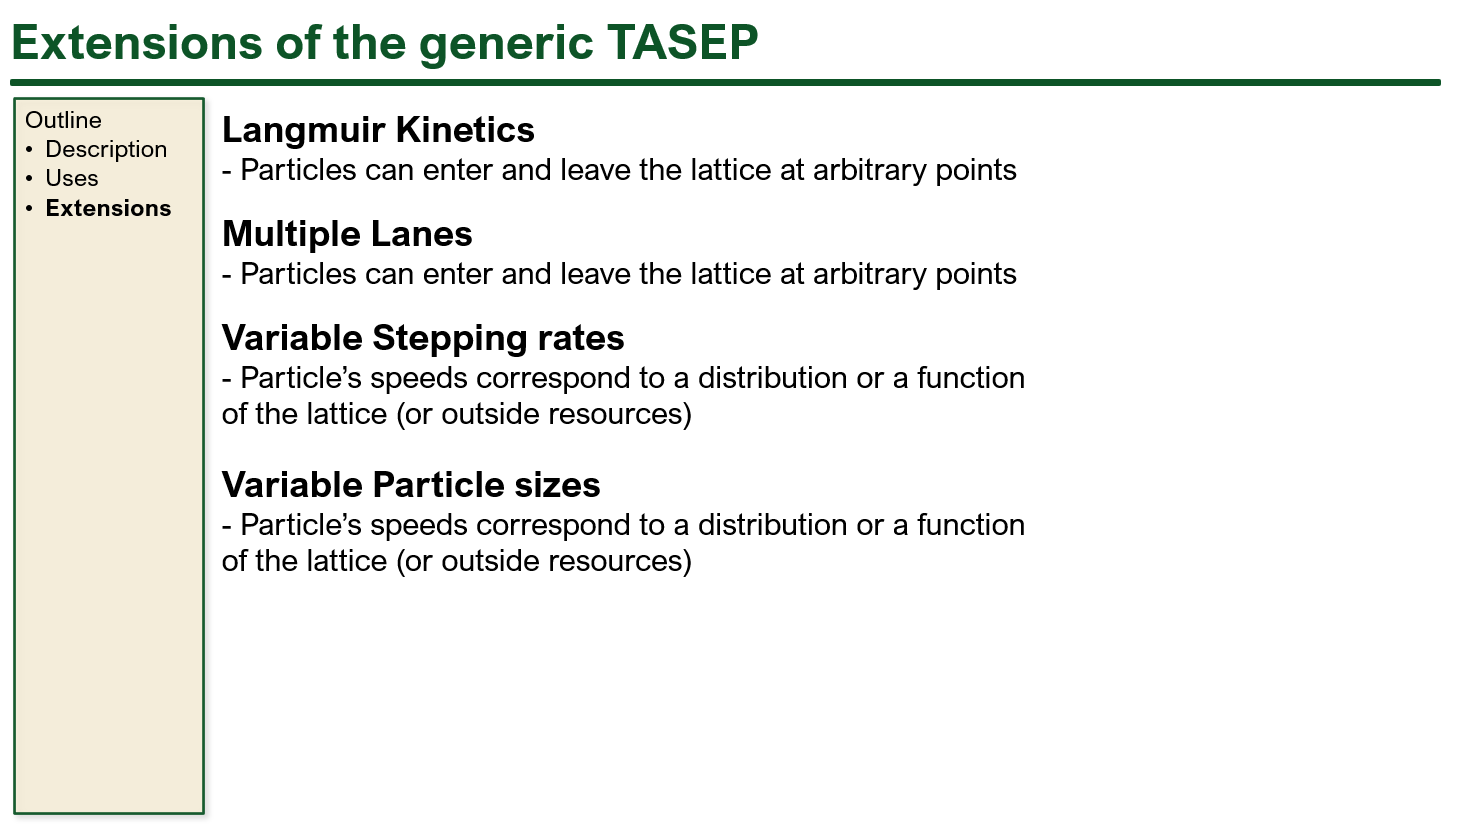 Extensions of the generic TASEP
Outline
• Description
• Uses
• Extensions
Langmuir Kinetics
- Particles can enter and leave the lattice at arbitrary points
Multiple Lanes
- Particles can enter and leave the lattice at arbitrary points
Variable Stepping rates
- Particle’s speeds correspond to a distribution or a function
of the lattice (or outside resources)
Variable Particle sizes
- Particle’s speeds correspond to a distribution or a function
of the lattice (or outside resources)